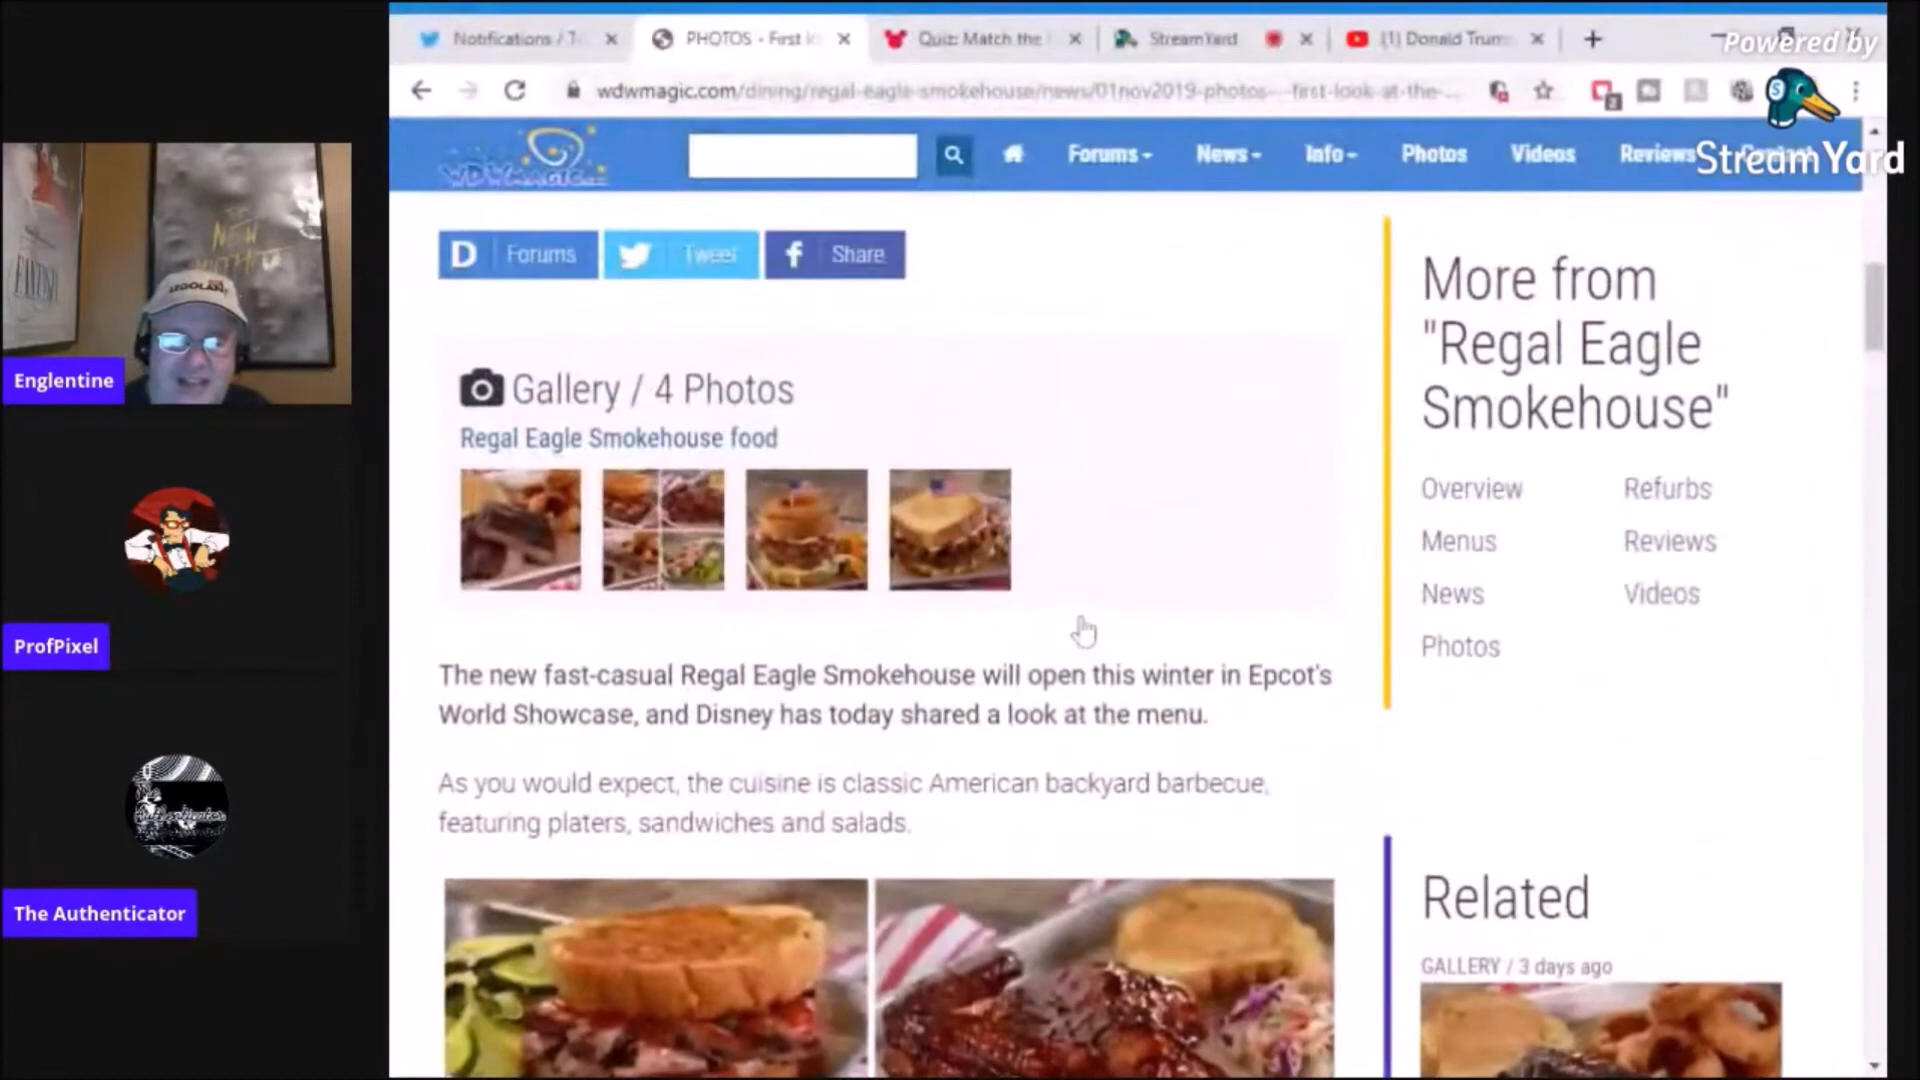 Notifications / T
PHOTOS - First l
Quiz: Match the
StreamYard
(1) Donald Trum
Powered by
wdwmagic.com/dining/regal-eagle-smokehouse/news/01nov2019-photos---first-look-at-the-...
StreamYard
WDWMAGIC
Forums
News
Info
Photos
Videos
Reviews
D Forums
Tweet
f Share
Gallery / 4 Photos
Regal Eagle Smokehouse food
The new fast-casual Regal Eagle Smokehouse will open this winter in Epcot's
World Showcase, and Disney has today shared a look at the menu.
As you would expect, the cuisine is classic American backyard barbecue,
featuring platers, sandwiches and salads.
More from
"Regal Eagle
Smokehouse"
Overview
Refurbs
Menus
Reviews
News
Videos
Photos
Related
GALLERY / 3 days ago
LEGOLAND
Englentine
ProfPixel
The Authenticator